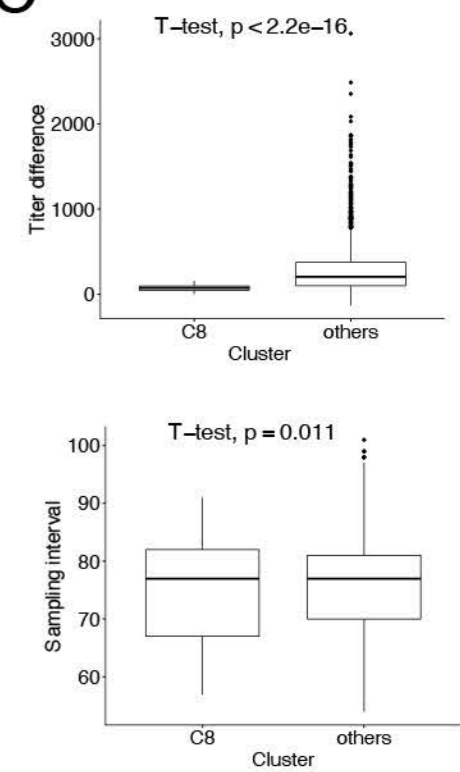 T-test, p < 2.2e-16
3000
2000
1000
0
Titer difference
C8 others
Cluster
T-test, p = 0.011
100
90
80
70
60
Sampling interval
C8 others
Cluster